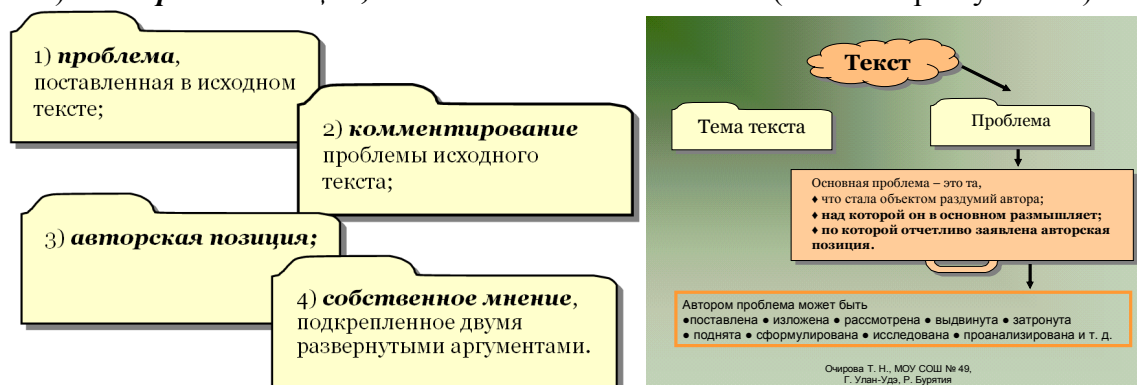 1) проблема,
поставленная в исходном
тексте;
2) комментирование
проблемы исходного
текста;
3) авторская позиция;
4) собственное мнение,
подкрепленное двумя
развернутыми аргументами.
Текст
Тема текста
Проблема
Основная проблема – это та,
♦ что стала объектом раздумий автора;
♦ над которой он в основном размышляет;
♦ по которой отчетливо заявлена авторская
позиция.
Автором проблема может быть
●поставлена ● изложена ● рассмотрена ● выдвинута ● затронута
● поднята ● сформулирована ● исследована ● проанализирована и т. д.
Очирова Т. Н., МОУ СОШ № 49,
Г. Улан-Удэ, Р. Бурятия